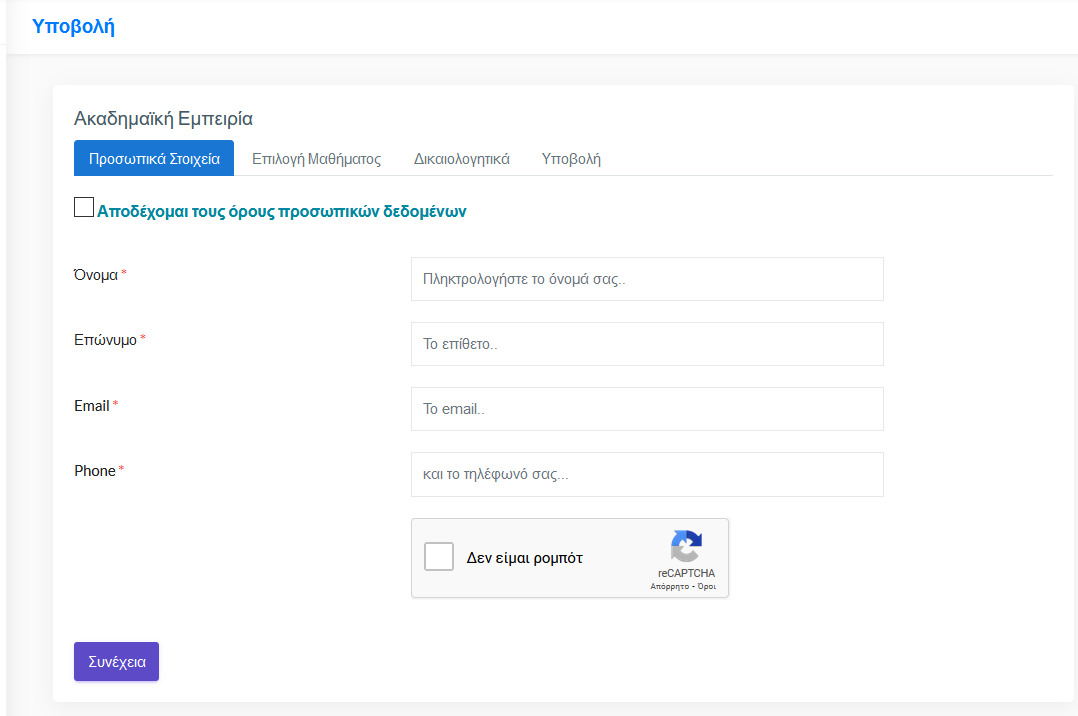 Υποβολή
Ακαδημαϊκή Εμπειρία
Προσωπικά Στοιχεία Επιλογή Μαθήματος Δικαιολογητικά Υποβολή
Αποδέχομαι τους όρους προσωπικών δεδομένων
Όνομα * Πληκτρολογήστε το όνομά σας..
Επώνυμο * Το επίθετο..
Email * Το email..
Phone * και το τηλέφωνό σας...
Δεν είμαι ρομπότ
reCAPTCHA
Απόρρητο - Όροι
Συνέχεια